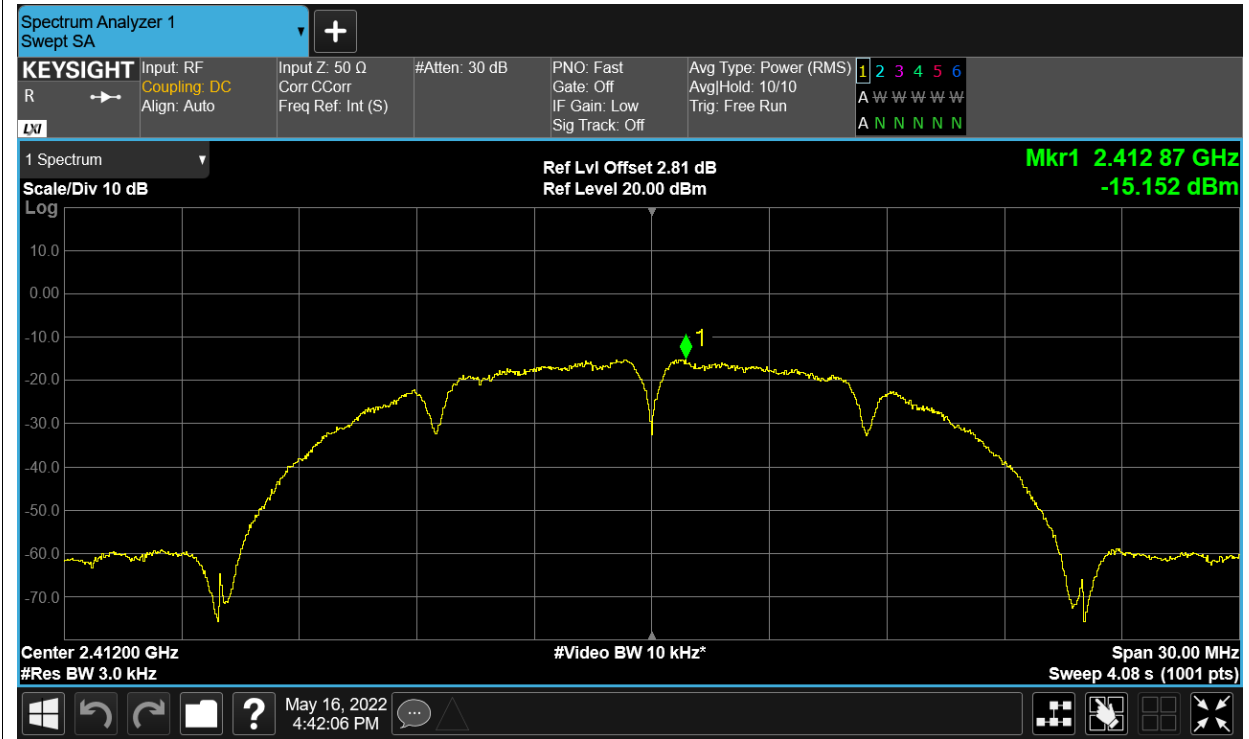 Spectrum Analyzer 1
Swept SA
KEYSIGHT
R
LXI
Input: RF
Coupling: DC
Align: Auto
Input Z: 50 Ω
Corr CCorr
Freq Ref: Int (S)
#Atten: 30 dB
PNO: Fast
Gate: Off
IF Gain: Low
Sig Track: Off
Avg Type: Power (RMS)
Avg|Hold: 10/10
Trig: Free Run
1 2 3 4 5 6
A W W W W W
A N N N N N
1 Spectrum
Scale/Div 10 dB
Log
Ref Lvl Offset 2.81 dB
Ref Level 20.00 dBm
Mkr1 2.412 87 GHz
-15.152 dBm
10.0
0.00
-10.0
-20.0
-30.0
-40.0
-50.0
-60.0
-70.0
1
Center 2.41200 GHz
#Res BW 3.0 kHz
#Video BW 10 kHz*
Span 30.00 MHz
Sweep 4.08 s (1001 pts)
?
May 16, 2022
4:42:06 PM